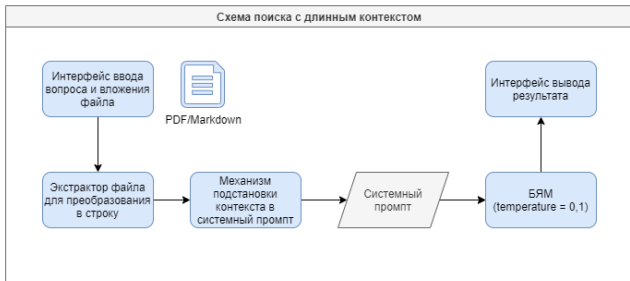 Схема поиска с длинным контекстом
Интерфейс ввода
вопроса и вложения
файла
PDF/Markdown
Интерфейс вывода
результата
Экстрактор файла
для преобразования
в строку
Механизм
подстановки
контекста в
системный промпт
Системный
промпт
БЯМ
(temperature = 0,1)